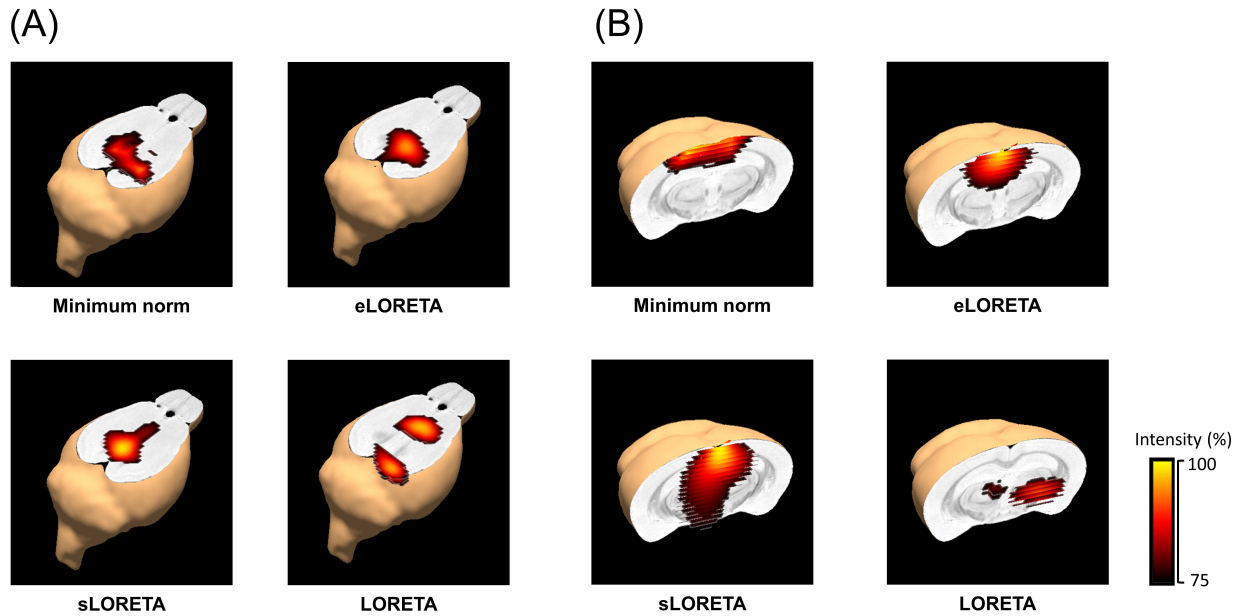 (A)
(B)
Minimum norm
eLORETA
Minimum norm
eLORETA
sLORETA
LORETA
sLORETA
LORETA
Intensity (%)
100
75